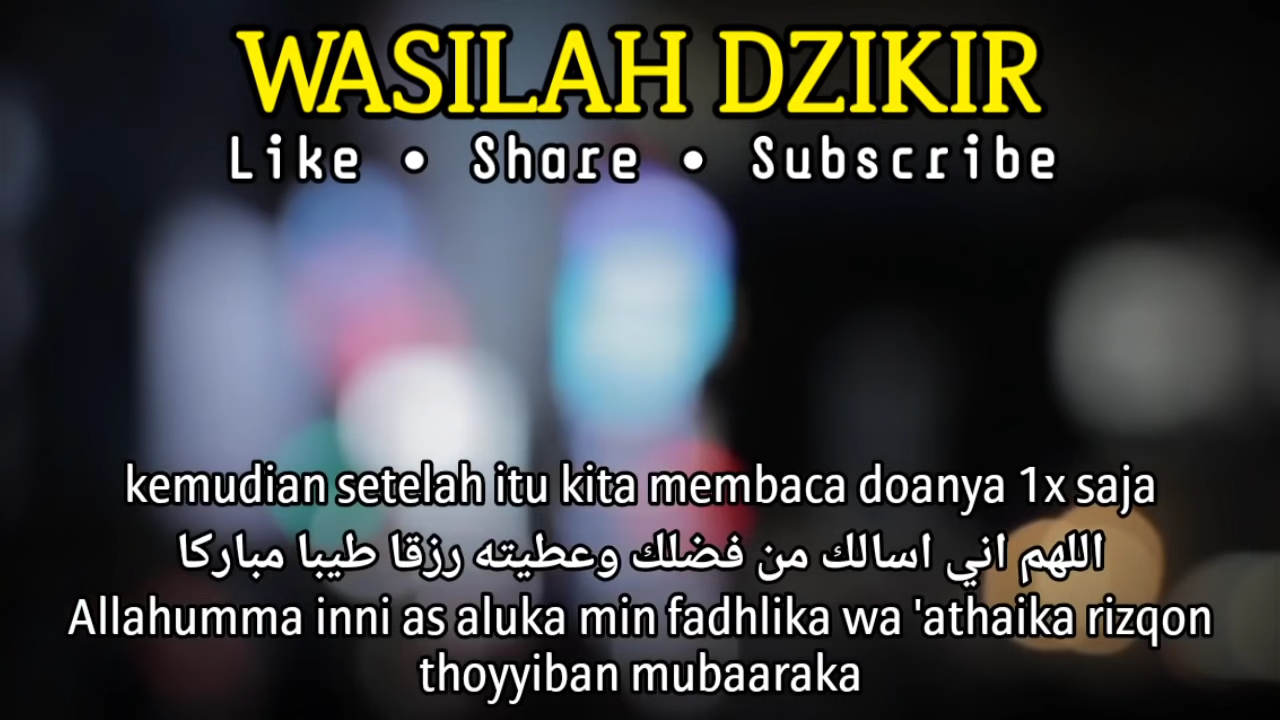 WASILAH DZIKIR
Like • Share • Subscribe
kemudian setelah itu kita membaca doanya 1x saja
اللهم اني اسالك من فضلك وعطيته رزقا طيبا مباركا
Allahumma inni as aluka min fadhlika wa 'athaika rizqon
thoyyiban mubaaraka